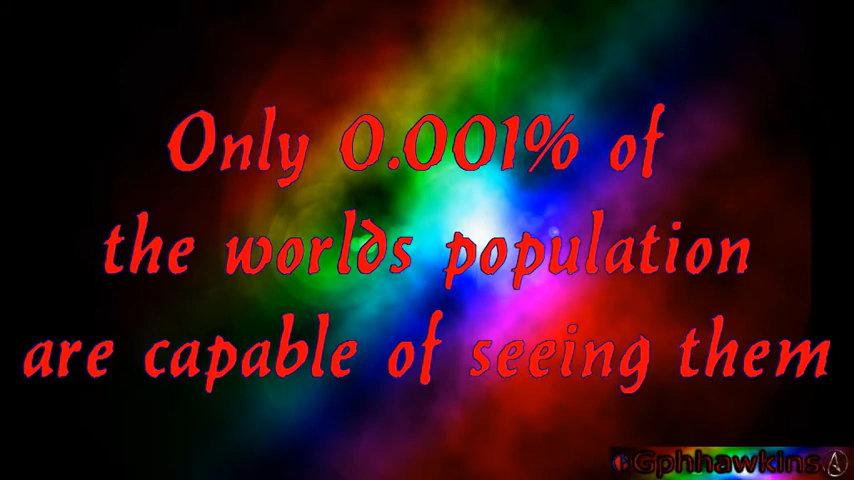 Only 0.001% of
the worlds population
are capable of seeing them
Gphhawkins